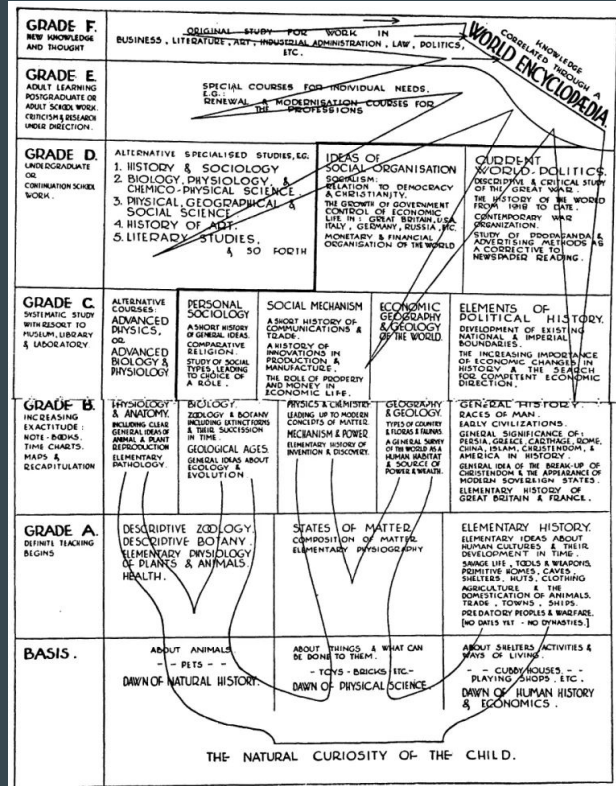 GRADE F.
NEW KNOWLEDGE
AND THOUGHT
ORIGINAL STUDY FOR WORK IN
BUSINESS, LITERATURE, ART, INDUSTRIAL ADMINISTRATION, LAW, POLITICS,
ETC.
KNOWLEDGE
CORRELATED THROUGH A
WORLD ENCYCLOPÆDIA
GRADE E.
ADULT LEARNING
POSTGRADUATE OR
ADULT SCHOOL WORK.
CRITICISM & RESEARCH
UNDER DIRECTION.
SPECIAL COURSES FOR INDIVIDUAL NEEDS.
E.G.:
RENEWAL & MODERNISATION COURSES FOR
THE PROFESSIONS
GRADE D.
UNDERGRADUATE
OR
CONTINUATION SCHOOL
WORK.
ALTERNATIVE SPECIALISED STUDIES, E.G.
1. HISTORY & SOCIOLOGY
2. BIOLOGY, PHYSIOLOGY, &
CHEMICO-PHYSICAL SCIENCE.
3. PHYSICAL, GEOGRAPHICAL &
SOCIAL SCIENCE
4. HISTORY OF ART.
5. LITERARY STUDIES,
& SO FORTH
IDEAS OF
SOCIAL ORGANISATION
SOCIALISM:
RELATION TO DEMOCRACY
& CHRISTIANITY.
THE GROWTH OF GOVERNMENT
CONTROL OF ECONOMIC
LIFE IN: GREAT BRITAIN, U.S.A.
ITALY, GERMANY, RUSSIA, ETC.
MONETARY & FINANCIAL
ORGANISATION OF THE WORLD
CURRENT
WORLD-POLITICS.
DESCRIPTIVE & CRITICAL STUDY
OF THE GREAT WAR.
THE HISTORY OF THE WORLD
FROM 1918 TO DATE.
CONTEMPORARY WAR
ORGANIZATION.
STUDY OF PROPAGANDA &
ADVERTISING METHODS AS
A CORRECTIVE TO
NEWSPAPER READING.
GRADE C.
SYSTEMATIC STUDY
WITH RESORT TO
MUSEUM, LIBRARY
& LABORATORY.
ALTERNATIVE
COURSES:
ADVANCED
PHYSICS,
OR
ADVANCED
BIOLOGY &
PHYSIOLOGY
PERSONAL
SOCIOLOGY
A SHORT HISTORY
OF GENERAL IDEAS.
COMPARATIVE
RELIGION.
STUDY OF SOCIAL
TYPES, LEADING
TO CHOICE OF
A RÔLE.
SOCIAL MECHANISM
A SHORT HISTORY OF
COMMUNICATIONS &
TRADE.
A HISTORY OF
INNOVATIONS IN
PRODUCTION &
MANUFACTURE.
THE ROLE OF PROPERTY
AND MONEY IN
ECONOMIC LIFE.
ECONOMIC
GEOGRAPHY
& GEOLOGY
OF THE WORLD.
ELEMENTS OF
POLITICAL HISTORY.
DEVELOPMENT OF EXISTING
NATIONAL & IMPERIAL
BOUNDARIES.
THE INCREASING IMPORTANCE
OF ECONOMIC CHANGES IN
HISTORY & THE SEARCH
FOR COMPETENT ECONOMIC
DIRECTION.
GRADE B.
INCREASING
EXACTITUDE:
NOTE-BOOKS.
TIME CHARTS.
MAPS &
RECAPITULATION
PHYSIOLOGY
& ANATOMY.
INCLUDING CLEAR
GENERAL IDEAS OF
ANIMAL & PLANT
REPRODUCTION
ELEMENTARY
PATHOLOGY.
BIOLOGY.
ZOOLOGY & BOTANY
INCLUDING EXTINCT FORMS
& THEIR SUCCESSION
IN TIME.
GEOLOGICAL AGES.
GENERAL IDEAS ABOUT
ECOLOGY &
EVOLUTION
PHYSICS & CHEMISTRY
LEADING UP TO MODERN
CONCEPTS OF MATTER.
MECHANISM & POWER
ELEMENTARY HISTORY OF
INVENTION & DISCOVERY.
GEOGRAPHY
& GEOLOGY.
TYPES OF COUNTRY
& FLORAS & FAUNAS.
A GENERAL SURVEY
OF THE WORLD AS A
HUMAN HABITAT
& SOURCE OF
POWER & WEALTH.
GENERAL HISTORY
RACES OF MAN.
EARLY CIVILIZATIONS.
GENERAL SIGNIFICANCE OF:
PERSIA, GREECE, CARTHAGE, ROME,
CHINA, ISLAM, CHRISTENDOM, &
AMERICA IN HISTORY.
GENERAL IDEA OF THE BREAK-UP OF
CHRISTENDOM & THE APPEARANCE OF
MODERN SOVEREIGN STATES.
ELEMENTARY HISTORY OF
GREAT BRITAIN & FRANCE.
GRADE A.
DEFINITE TEACHING
BEGINS
DESCRIPTIVE ZOOLOGY.
DESCRIPTIVE BOTANY.
ELEMENTARY PHYSIOLOGY
OF PLANTS & ANIMALS.
HEALTH.
STATES OF MATTER.
COMPOSITION OF MATTER
ELEMENTARY PHYSIOGRAPHY
ELEMENTARY HISTORY.
ELEMENTARY IDEAS ABOUT
HUMAN CULTURES & THEIR
DEVELOPMENT IN TIME.
SAVAGE LIFE, TOOLS & WEAPONS.
PRIMITIVE HOMES, CAVES,
SHELTERS, HUTS, CLOTHING
AGRICULTURE & THE
DOMESTICATION OF ANIMALS.
TRADE, TOWNS, SHIPS.
PREDATORY PEOPLES & WARFARE.
[NO DATES YET - NO DYNASTIES.]
BASIS.
ABOUT ANIMALS
-- PETS --
DAWN OF NATURAL HISTORY.
ABOUT THINGS & WHAT CAN
BE DONE TO THEM.
-- TOYS - BRICKS ETC.--
DAWN OF PHYSICAL SCIENCE.
ABOUT SHELTERS ACTIVITIES &
WAYS OF LIVING.
-- CUBBY HOUSES. --
PLAYING SHOPS. ETC.
DAWN OF HUMAN HISTORY
& ECONOMICS.
THE NATURAL CURIOSITY OF THE CHILD.